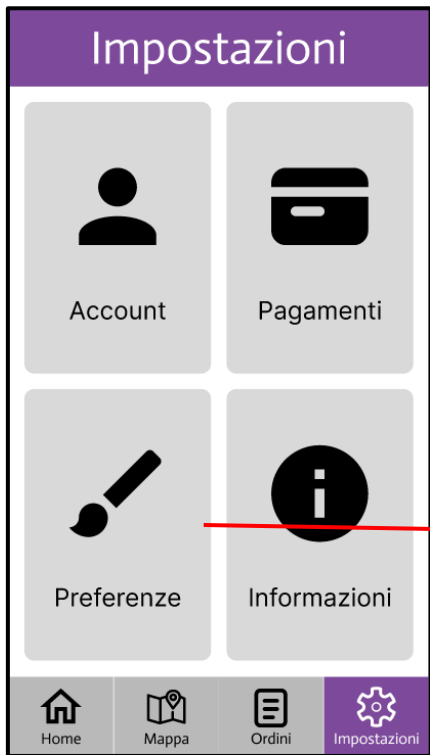 Impostazioni
Account
Pagamenti
Preferenze
Informazioni
Home
Mappa
Ordini
Impostazioni